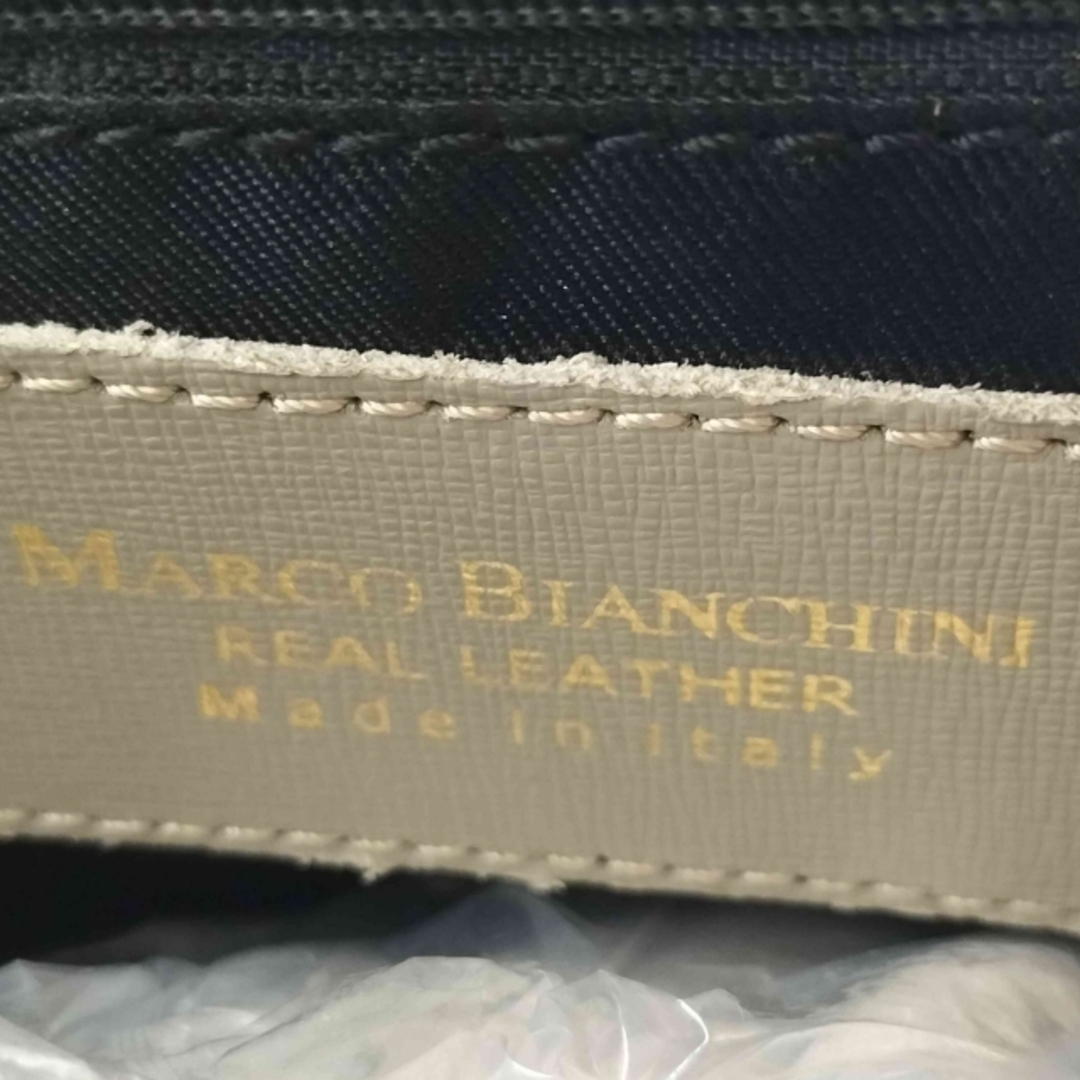 MARCO BIANCHINI
REAL LEATHER
Made in Italy